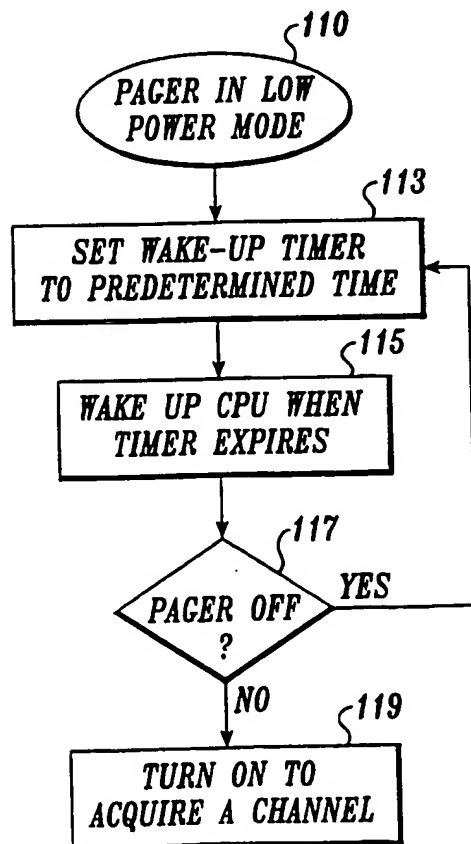 110
PAGER IN LOW
POWER MODE
113
SET WAKE-UP TIMER
TO PREDETERMINED TIME
115
WAKE UP CPU WHEN
TIMER EXPIRES
117
PAGER OFF
?
YES
NO
119
TURN ON TO
ACQUIRE A CHANNEL